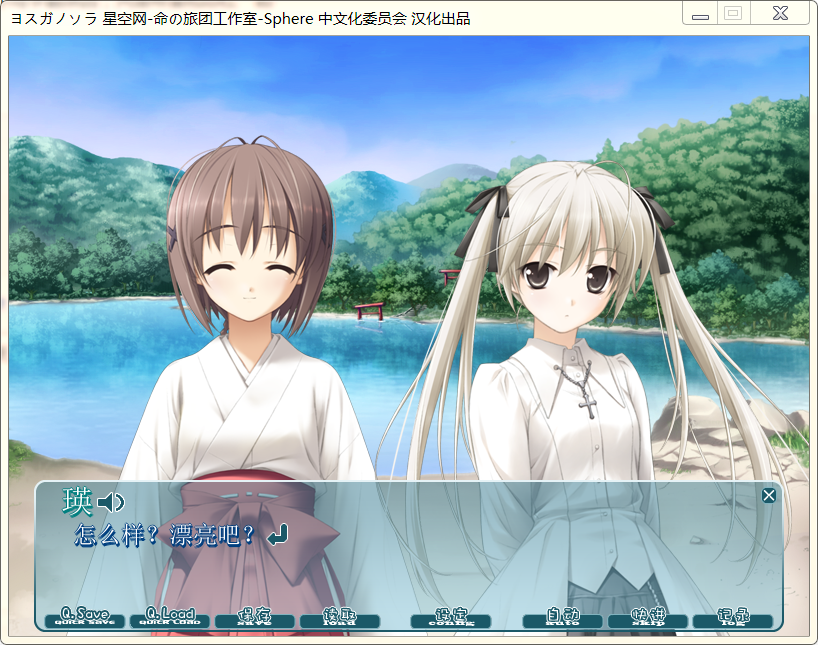 ヨスガノソラ 星空网-命の旅团工作室-Sphere 中文化委员会 汉化出品
瑛
怎么样？漂亮吧？
Q.Save Q.Load 保存 读取 设定 自动 快进 记录
quick save quick load save load config auto skip log